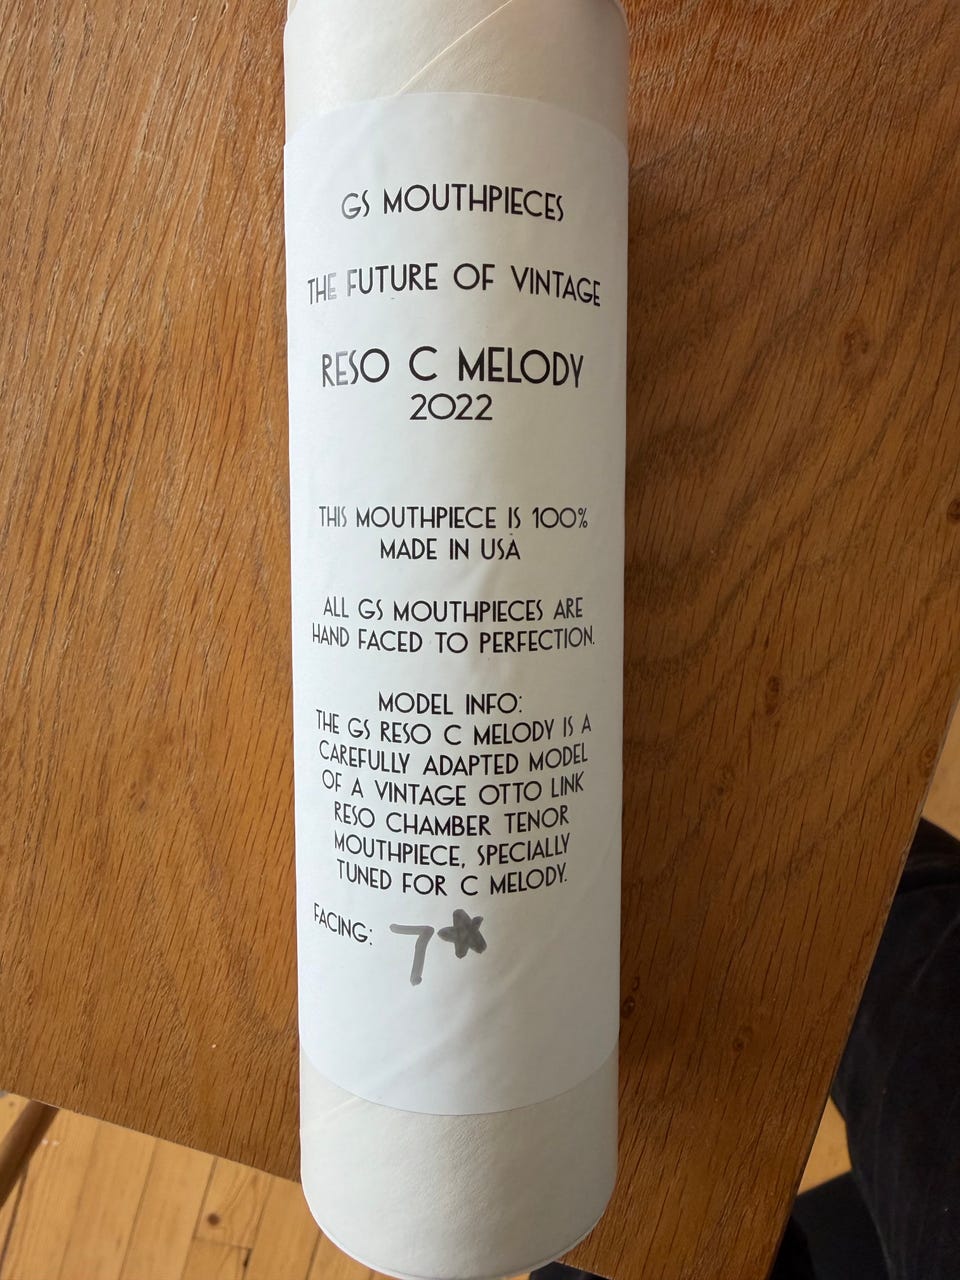 GS MOUTHPIECES
THE FUTURE OF VINTAGE
RESO C MELODY
2022
THIS MOUTHPIECE IS 100%
MADE IN USA
ALL GS MOUTHPIECES ARE
HAND FACED TO PERFECTION.
MODEL INFO:
THE GS RESO C MELODY IS A
CAREFULLY ADAPTED MODEL
OF A VINTAGE OTTO LINK
RESO CHAMBER TENOR
MOUTHPIECE, SPECIALLY
TUNED FOR C MELODY.
FACING: 7☆